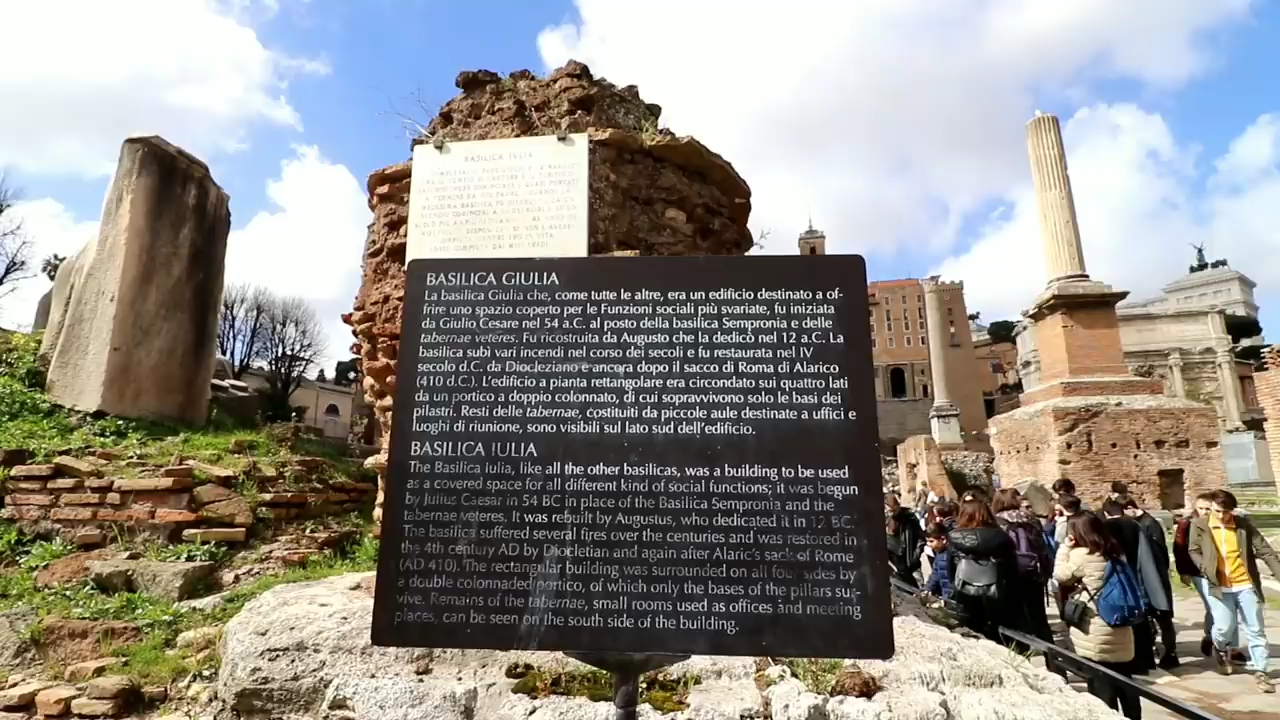 BASILICA IVLIA
BASILICA GIULIA
La basilica Giulia che, come tutte le altre, era un edificio destinato a of-
frire uno spazio coperto per le Funzioni sociali più svariate, fu iniziata
da Giulio Cesare nel 54 a.C. al posto della basilica Sempronia e delle
tabernae veteres. Fu ricostruita da Augusto che la dedicò nel 12 a.C. La
basilica subì vari incendi nel corso dei secoli e fu restaurata nel IV
secolo d.C. da Diocleziano e ancora dopo il sacco di Roma di Alarico
(410 d.C.). L'edificio a pianta rettangolare era circondato sui quattro lati
da un portico a doppio colonnato, di cui sopravvivono solo le basi dei
pilastri. Resti delle tabernae, costituiti da piccole aule destinate a uffici e
luoghi di riunione, sono visibili sul lato sud dell'edificio.
BASILICA IULIA
The Basilica Iulia, like all the other basilicas, was a building to be used
as a covered space for all different kind of social functions; it was begun
by Julius Caesar in 54 BC in place of the Basilica Sempronia and the
tabernae veteres. It was rebuilt by Augustus, who dedicated it in 12 BC.
The basilica suffered several fires over the centuries and was restored in
the 4th century AD by Diocletian and again after Alaric's sack of Rome
(AD 410). The rectangular building was surrounded on all four sides by
a double colonnaded portico, of which only the bases of the pillars sur-
vive. Remains of the tabernae, small rooms used as offices and meeting
places, can be seen on the south side of the building.